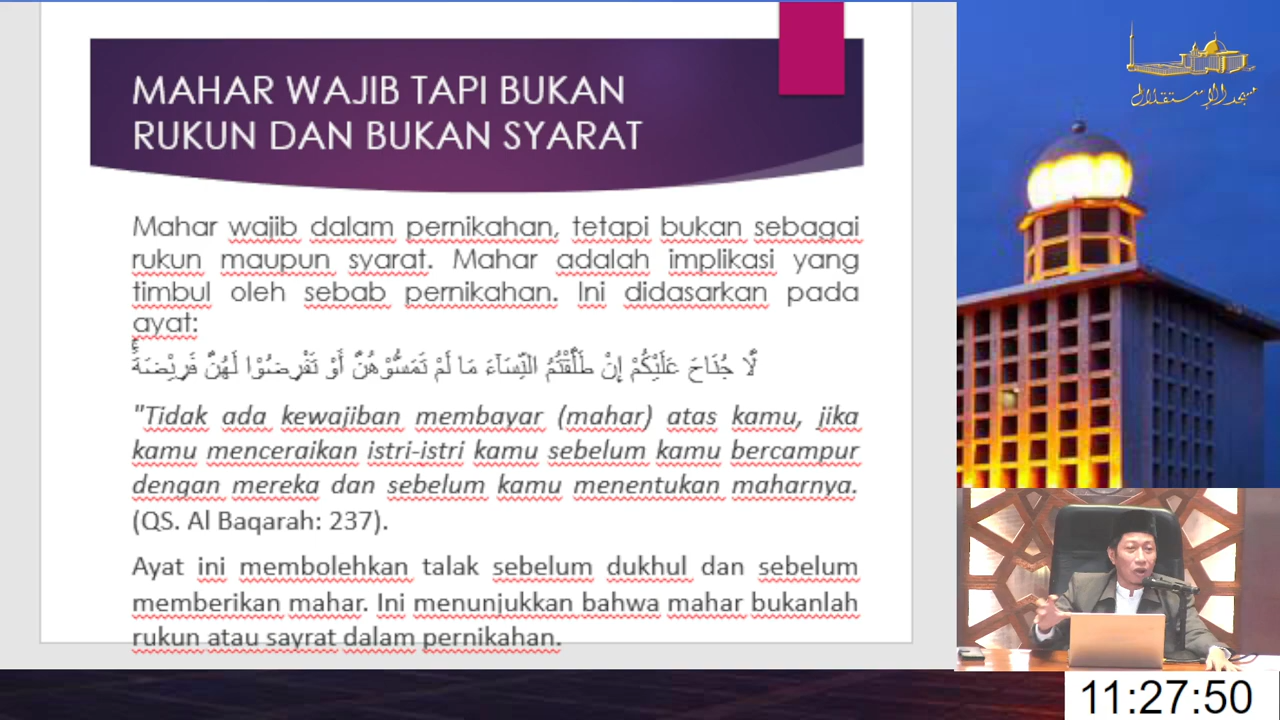 MAHAR WAJIB TAPI BUKAN
RUKUN DAN BUKAN SYARAT
Mahar wajib dalam pernikahan, tetapi bukan sebagai
rukun maupun syarat. Mahar adalah implikasi yang
timbul oleh sebab pernikahan. Ini didasarkan pada
ayat:
لَا جُنَاحَ عَلَيْكُمْ إِنْ طَلَّقْتُمُ النِّسَآءَ مَا لَمْ تَمَسُّوْهُنَّ أَوْ تَفْرِضُوْا لَهُنَّ فَرِيْضَةً
"Tidak ada kewajiban membayar (mahar) atas kamu, jika
kamu menceraikan istri-istri kamu sebelum kamu bercampur
dengan mereka dan sebelum kamu menentukan maharnya.
(QS. Al Baqarah: 237).
Ayat ini membolehkan talak sebelum dukhul dan sebelum
memberikan mahar. Ini menunjukkan bahwa mahar bukanlah
rukun atau sayrat dalam pernikahan.
مسجد الإستقلال
11:27:50